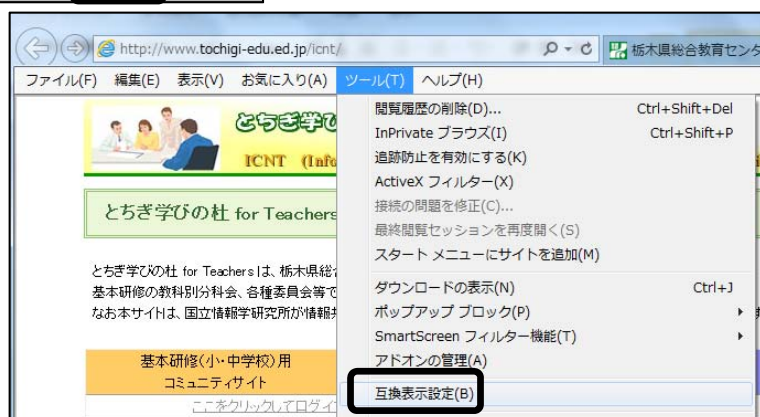 http://www.tochigi-edu.ed.jp/icnt/
栃木県総合教育センタ
ファイル(F) 編集(E) 表示(V) お気に入り(A) ツール(T) ヘルプ(H)
とちぎ学び
ICNT (Info
とちぎ学びの杜 for Teachers
とちぎ学びの杜 for Teachers は、栃木県総
基本研修の教科別分科会、各種委員会等で
なお本サイトは、国立情報学研究所が情報
基本研修(小・中学校)用
コミュニティサイト
ここをクリックしてログイ
閲覧履歴の削除(D)... Ctrl+Shift+Del
InPrivate ブラウズ(I) Ctrl+Shift+P
追跡防止を有効にする(K)
ActiveX フィルター(X)
接続の問題を修正(C)...
最終閲覧セッションを再度開く(S)
スタート メニューにサイトを追加(M)
ダウンロードの表示(N) Ctrl+J
ポップアップ ブロック(P)
SmartScreen フィルター機能(T)
アドオンの管理(A)
互換表示設定(B)